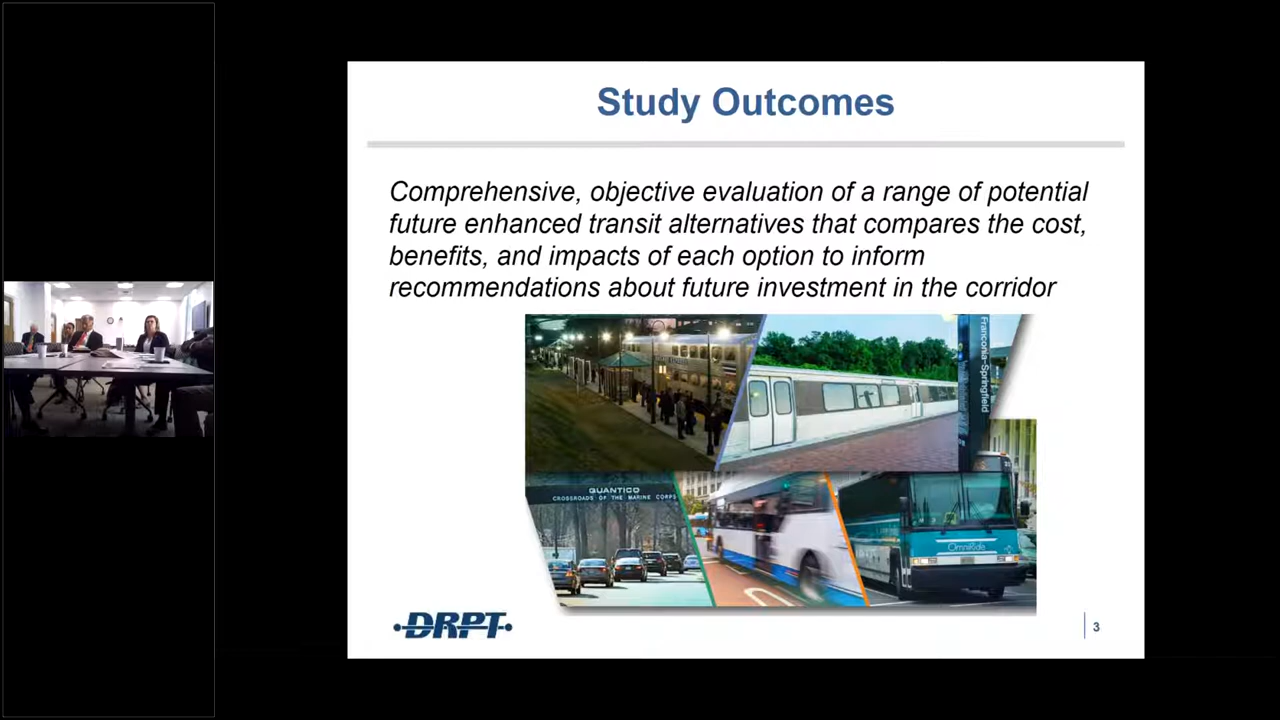 Study Outcomes
Comprehensive, objective evaluation of a range of potential
future enhanced transit alternatives that compares the cost,
benefits, and impacts of each option to inform
recommendations about future investment in the corridor
Franconia-Springfield
QUANTICO
CROSSROADS OF THE MARINE CORPS
OmniRide
DRPT
3